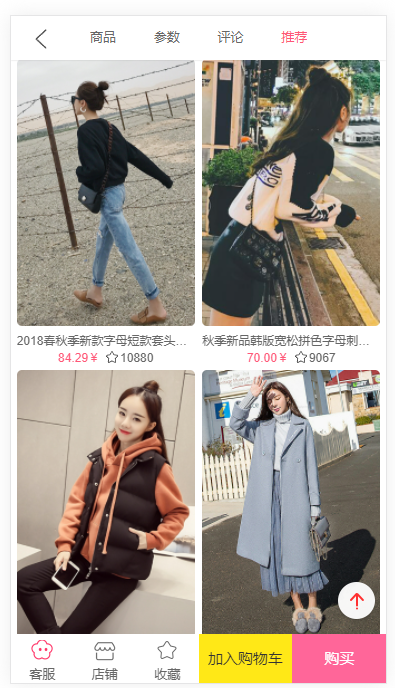 商品 参数 评论 推荐
2018春秋季新款字母短款套头...
84.29 ¥ 10880
秋季新品韩版宽松拼色字母刺...
70.00 ¥ 9067
客服 店铺 收藏 加入购物车 购买